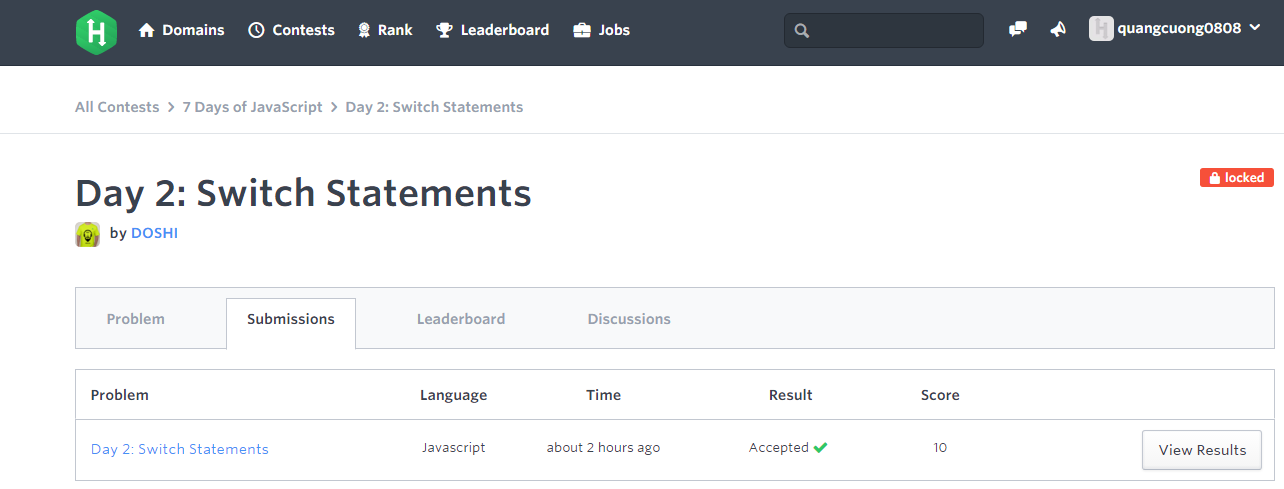 H Domains Contests Rank Leaderboard Jobs quangcuong0808
All Contests > 7 Days of JavaScript > Day 2: Switch Statements
Day 2: Switch Statements locked
by DOSHI
Problem Submissions Leaderboard Discussions
Problem Language Time Result Score
Day 2: Switch Statements Javascript about 2 hours ago Accepted 10 View Results